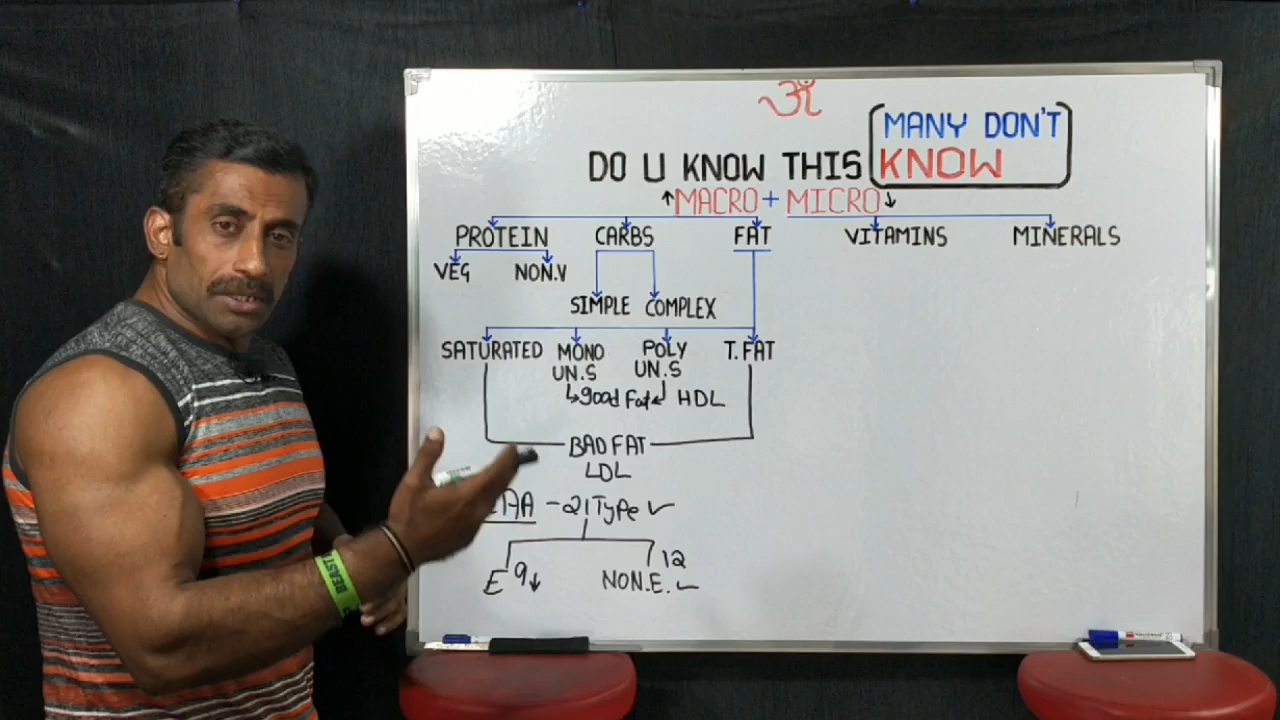 ॐ
MANY DON'T
DO U KNOW THIS KNOW
↑MACRO + MICRO↓
PROTEIN CARBS FAT VITAMINS MINERALS
VEG NON.V
SIMPLE COMPLEX
SATURATED MONO UN.S POLY UN.S T.FAT
good Fat HDL
BAD FAT
LDL
-21 Type ✓
E 9↓ NON.E. 12 ✓
BEAST